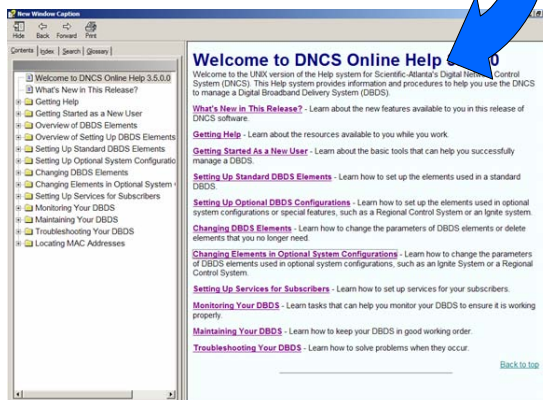 New Window Caption
Hide Back Forward Print
Contents Index Search Glossary
Welcome to DNCS Online Help 3.5.0.0
What's New in This Release?
Getting Help
Getting Started as a New User
Overview of DBDS Elements
Overview of Setting Up DBDS Elements
Setting Up Standard DBDS Elements
Setting Up Optional System Configuratio
Changing DBDS Elements
Changing Elements in Optional System
Setting Up Services for Subscribers
Monitoring Your DBDS
Maintaining Your DBDS
Troubleshooting Your DBDS
Locating MAC Addresses
Welcome to DNCS Online Help 0
Welcome to the UNIX version of the Help system for Scientific-Atlanta's Digital Network Control
System (DNCS). This Help system provides information and procedures to help you use the DNCS
to manage a Digital Broadband Delivery System (DBDS).
What's New in This Release? - Learn about the new features available to you in this release of
DNCS software.
Getting Help - Learn about the resources available to you while you work.
Getting Started As a New User - Learn about the basic tools that can help you successfully
manage a DBDS.
Setting Up Standard DBDS Elements - Learn how to set up the elements used in a standard
DBDS.
Setting Up Optional DBDS Configurations - Learn how to set up the elements used in optional
system configurations or special features, such as a Regional Control System or an Ignite system.
Changing DBDS Elements - Learn how to change the parameters of DBDS elements or delete
elements that you no longer need.
Changing Elements in Optional System Configurations - Learn how to change the parameters
of DBDS elements used in optional system configurations, such as an Ignite System or a Regional
Control System.
Setting Up Services for Subscribers - Learn how to set up services for your subscribers.
Monitoring Your DBDS - Learn tasks that can help you monitor your DBDS to ensure it is working
properly.
Maintaining Your DBDS - Learn how to keep your DBDS in good working order.
Troubleshooting Your DBDS - Learn how to solve problems when they occur.
Back to top